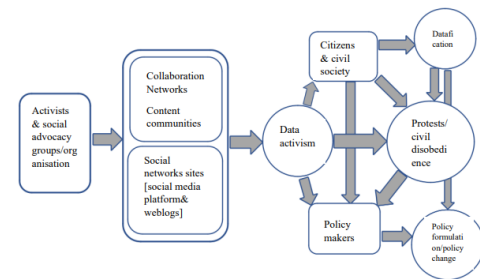 Activists
& social
advocacy
groups/org
anisation
Collaboration
Networks
Content
communities
Social
networks sites
[social media
platform&
weblogs]
Data
activism
Citizens
& civil
society
Policy
makers
Datafi
cation
Protests/
civil
disobedi
ence
Policy
formulati
on/policy
change